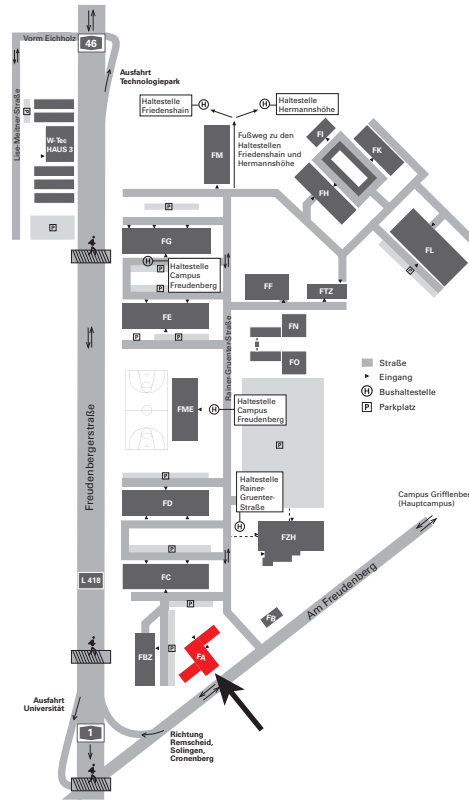 Vorm Eichholz
46
Ausfahrt
Technologiepark
Lise-Meitner-Straße
P
W-Tec
HAUS 3
P
Haltestelle
Friedenshain
H
H
Haltestelle
Hermannshöhe
FM
Fußweg zu den
Haltestellen
Friedenshain und
Hermannshöhe
FI
FK
FH
FL
P
P
FG
H
P
Haltestelle
Campus
Freudenberg
P
FF
FTZ
FE
P
P
Rainer-Gruenter-Straße
FN
FO
Straße
Eingang
H Bushaltestelle
P Parkplatz
Freudenbergerstraße
FME
H
Haltestelle
Campus
Freudenberg
P
P
FD
Haltestelle
Rainer-
Gruenter-
Straße
H
FZH
Campus Grifflenberg
(Hauptcampus)
P
FC
L 418
P
FB
Am Freudenberg
FBZ
P
FA
Ausfahrt
Universität
1
Richtung
Remscheid,
Solingen,
Cronenberg